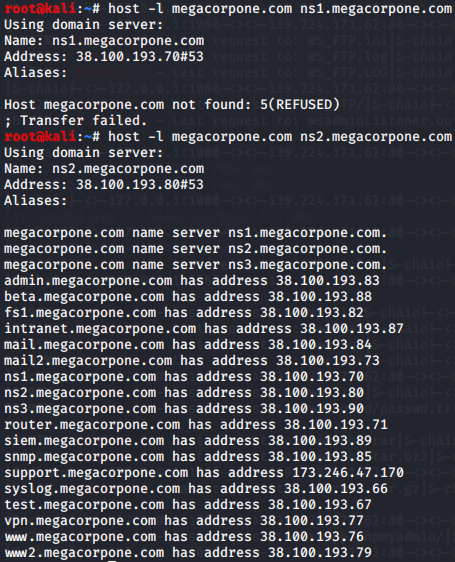 root@kali:~# host -l megacorpone.com ns1.megacorpone.com
Using domain server:
Name: ns1.megacorpone.com
Address: 38.100.193.70#53
Aliases:

Host megacorpone.com not found: 5(REFUSED)
; Transfer failed.
root@kali:~# host -l megacorpone.com ns2.megacorpone.com
Using domain server:
Name: ns2.megacorpone.com
Address: 38.100.193.80#53
Aliases:

megacorpone.com name server ns1.megacorpone.com.
megacorpone.com name server ns2.megacorpone.com.
megacorpone.com name server ns3.megacorpone.com.
admin.megacorpone.com has address 38.100.193.83
beta.megacorpone.com has address 38.100.193.88
fs1.megacorpone.com has address 38.100.193.82
intranet.megacorpone.com has address 38.100.193.87
mail.megacorpone.com has address 38.100.193.84
mail2.megacorpone.com has address 38.100.193.73
ns1.megacorpone.com has address 38.100.193.70
ns2.megacorpone.com has address 38.100.193.80
ns3.megacorpone.com has address 38.100.193.90
router.megacorpone.com has address 38.100.193.71
siem.megacorpone.com has address 38.100.193.89
snmp.megacorpone.com has address 38.100.193.85
support.megacorpone.com has address 173.246.47.170
syslog.megacorpone.com has address 38.100.193.66
test.megacorpone.com has address 38.100.193.67
vpn.megacorpone.com has address 38.100.193.77
www.megacorpone.com has address 38.100.193.76
www2.megacorpone.com has address 38.100.193.79